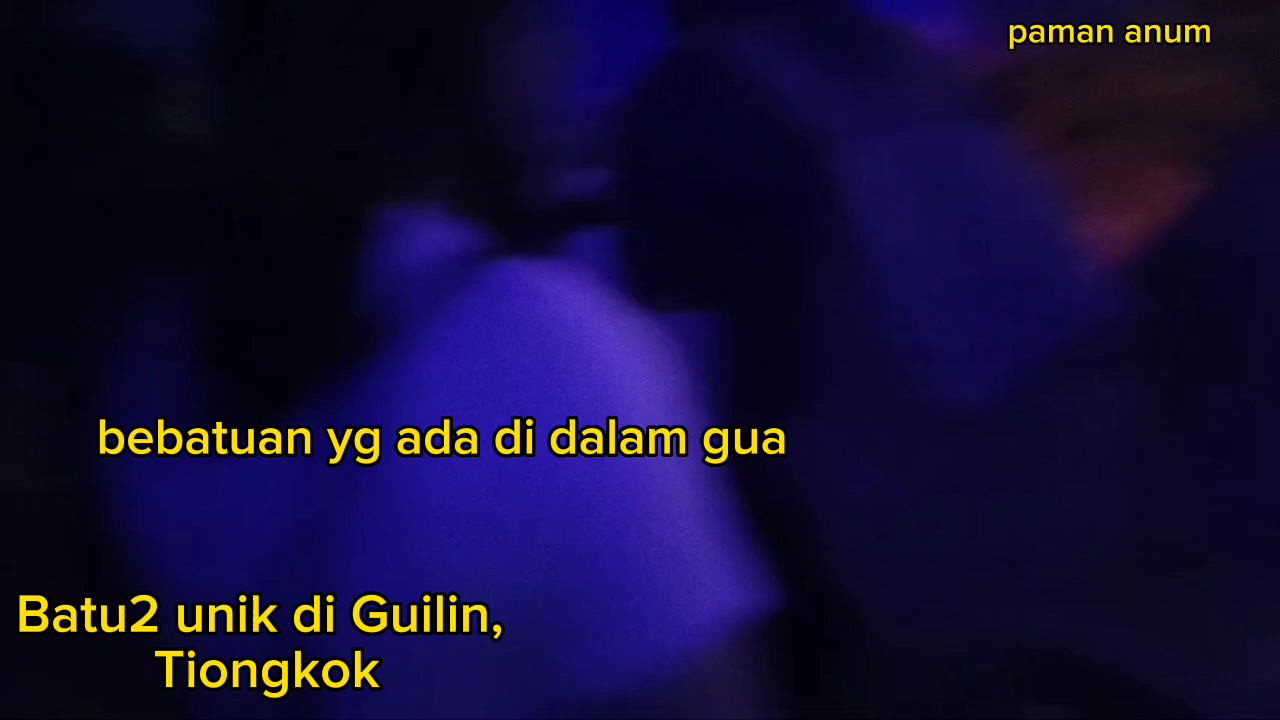 paman anum
bebatuan yg ada di dalam gua
Batu2 unik di Guilin,
Tiongkok